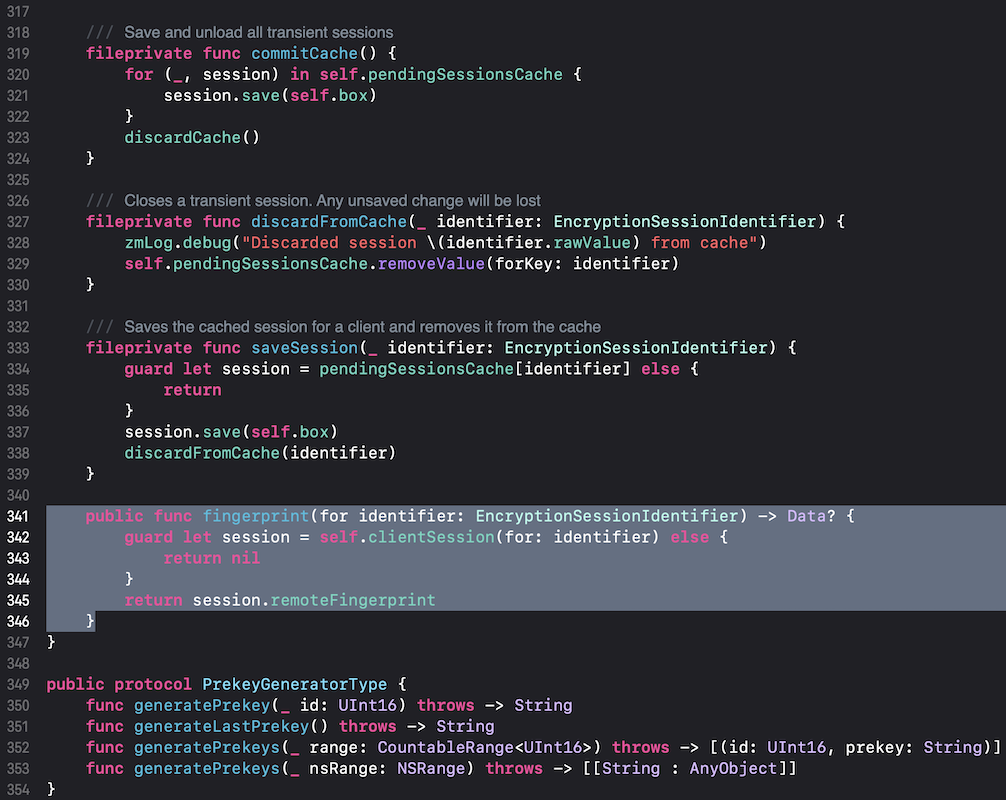 317
318 /// Save and unload all transient sessions
319 fileprivate func commitCache() {
320 for (_, session) in self.pendingSessionsCache {
321 session.save(self.box)
322 }
323 discardCache()
324 }
325
326 /// Closes a transient session. Any unsaved change will be lost
327 fileprivate func discardFromCache(_ identifier: EncryptionSessionIdentifier) {
328 zmLog.debug("Discarded session \(identifier.rawValue) from cache")
329 self.pendingSessionsCache.removeValue(forKey: identifier)
330 }
331
332 /// Saves the cached session for a client and removes it from the cache
333 fileprivate func saveSession(_ identifier: EncryptionSessionIdentifier) {
334 guard let session = pendingSessionsCache[identifier] else {
335 return
336 }
337 session.save(self.box)
338 discardFromCache(identifier)
339 }
340
341 public func fingerprint(for identifier: EncryptionSessionIdentifier) -> Data? {
342 guard let session = self.clientSession(for: identifier) else {
343 return nil
344 }
345 return session.remoteFingerprint
346 }
347 }
348
349 public protocol PrekeyGeneratorType {
350 func generatePrekey(_ id: UInt16) throws -> String
351 func generateLastPrekey() throws -> String
352 func generatePrekeys(_ range: CountableRange<UInt16>) throws -> [(id: UInt16, prekey: String)]
353 func generatePrekeys(_ nsRange: NSRange) throws -> [[String : AnyObject]]
354 }